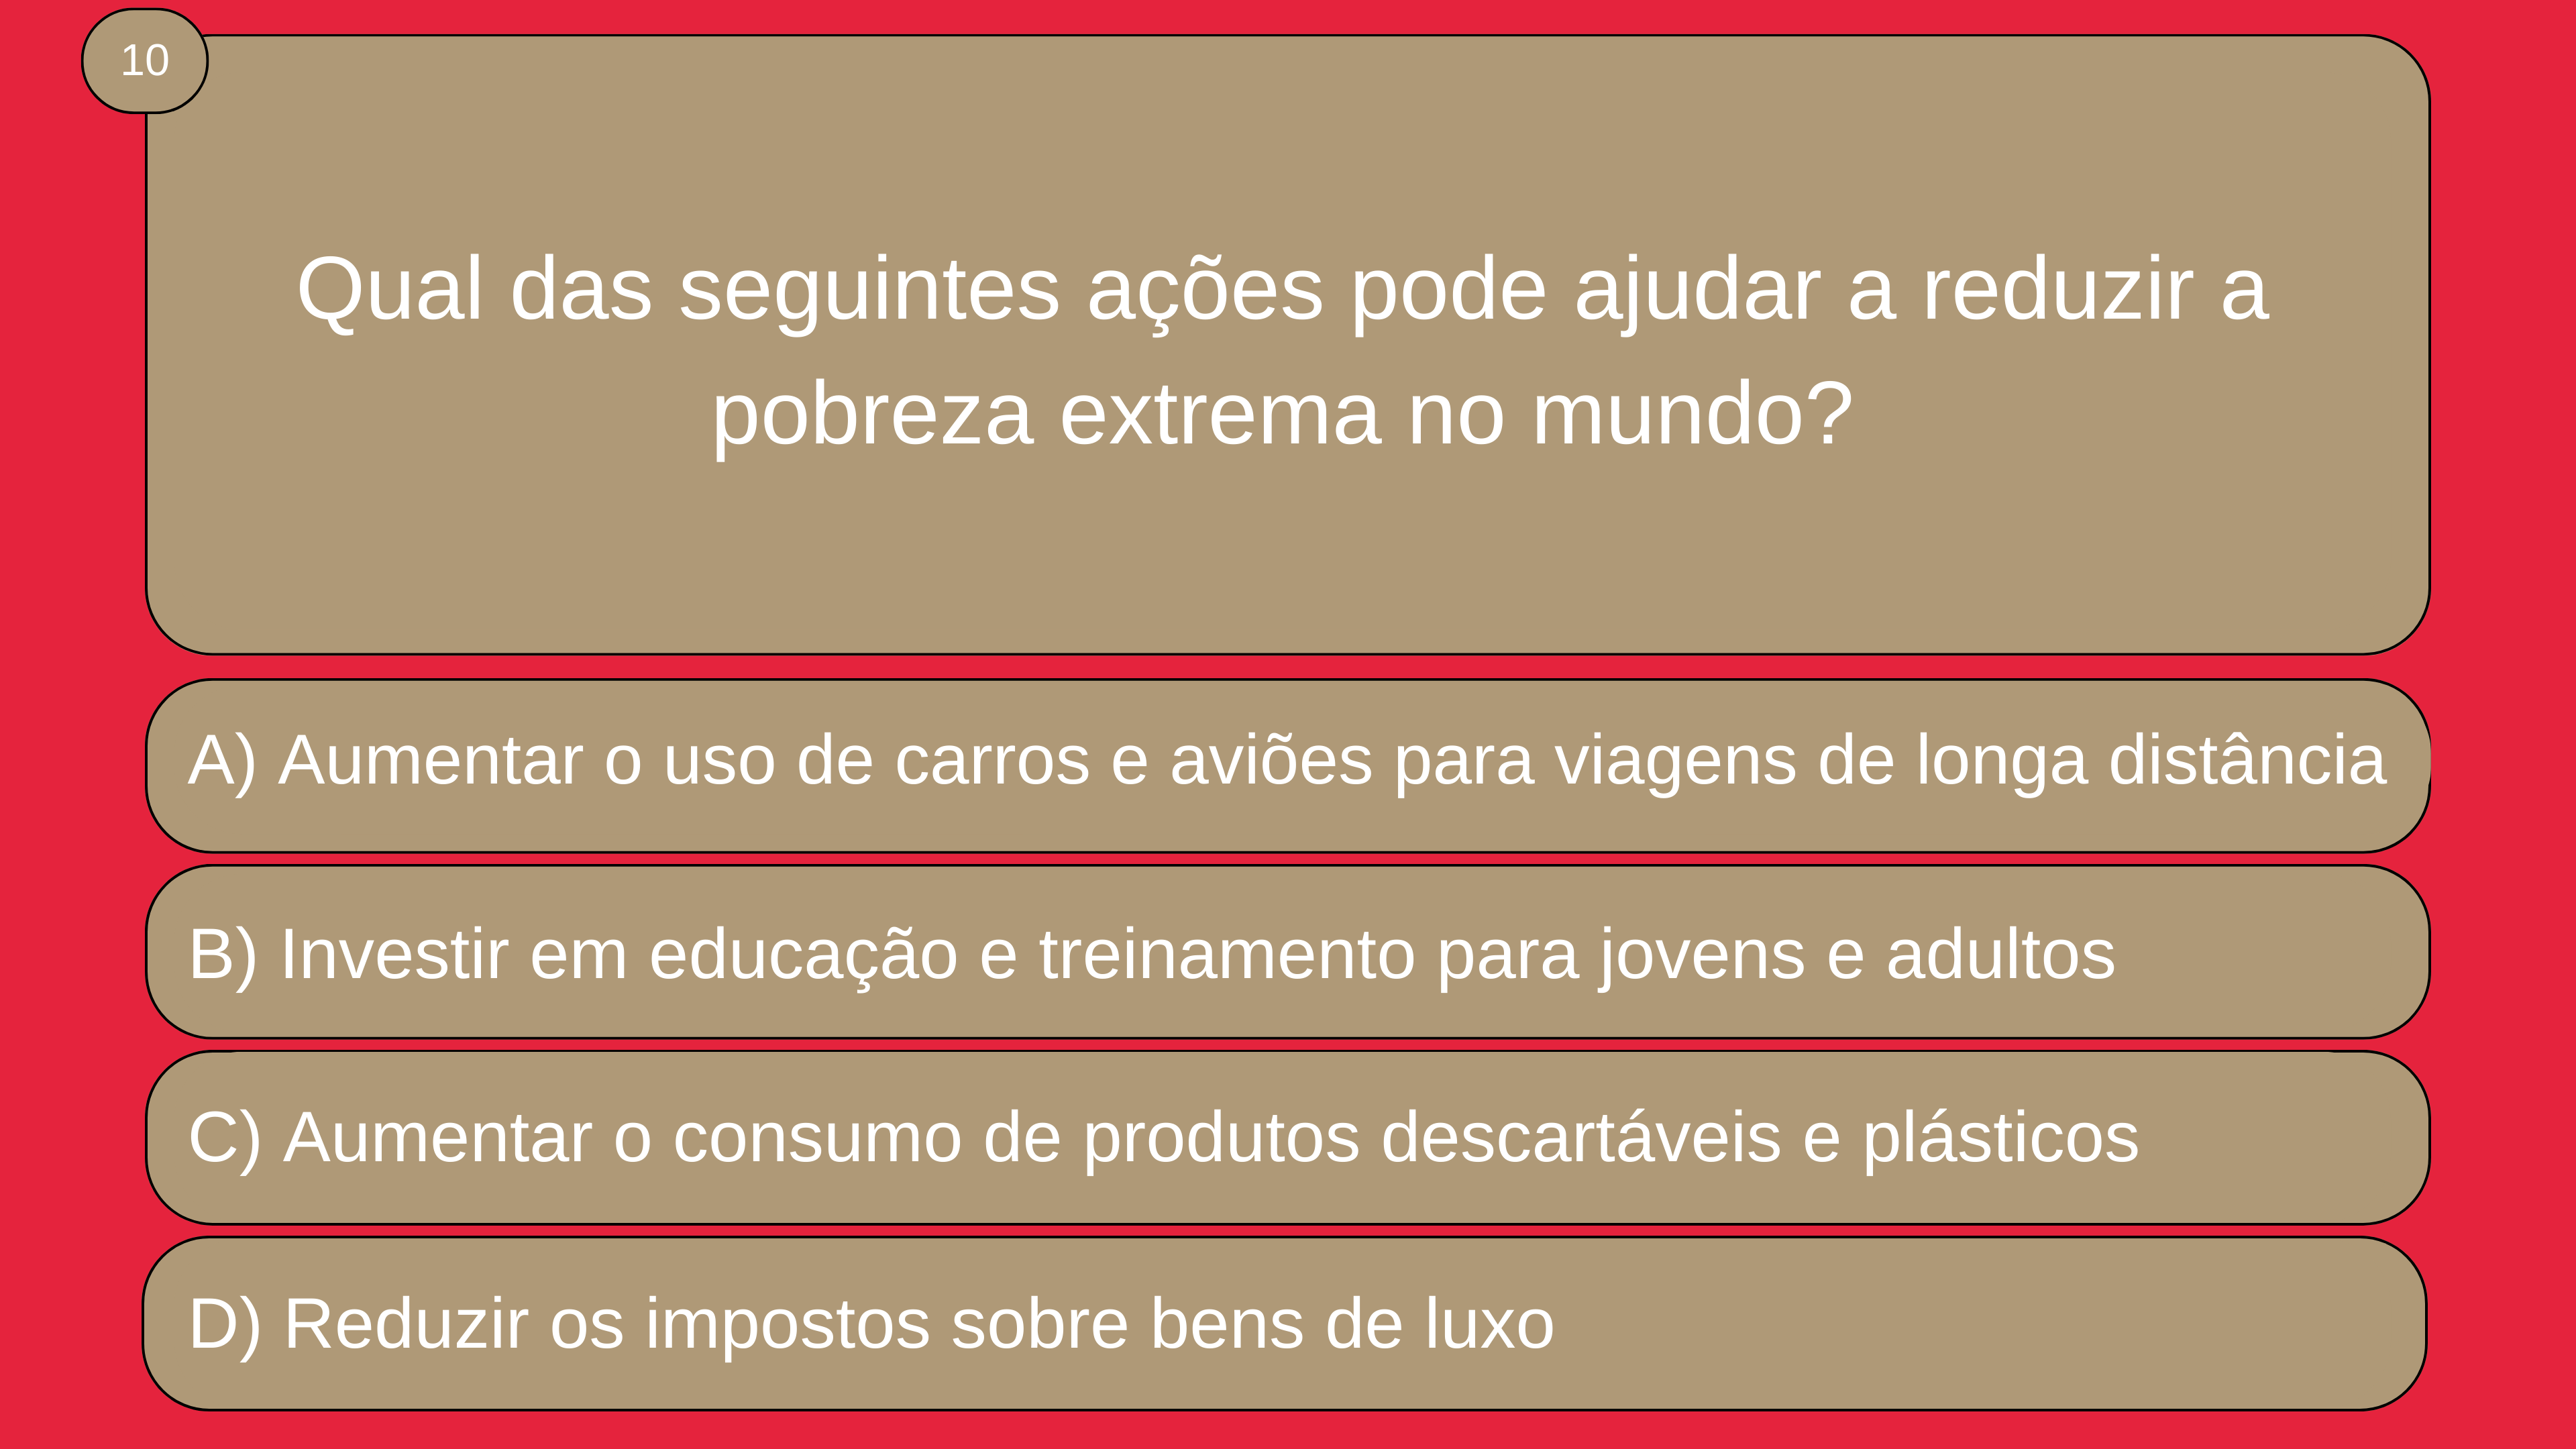 10
Qual das seguintes ações pode ajudar a reduzir a
pobreza extrema no mundo?
A) Aumentar o uso de carros e aviões para viagens de longa distância
B) Investir em educação e treinamento para jovens e adultos
C) Aumentar o consumo de produtos descartáveis e plásticos
D) Reduzir os impostos sobre bens de luxo